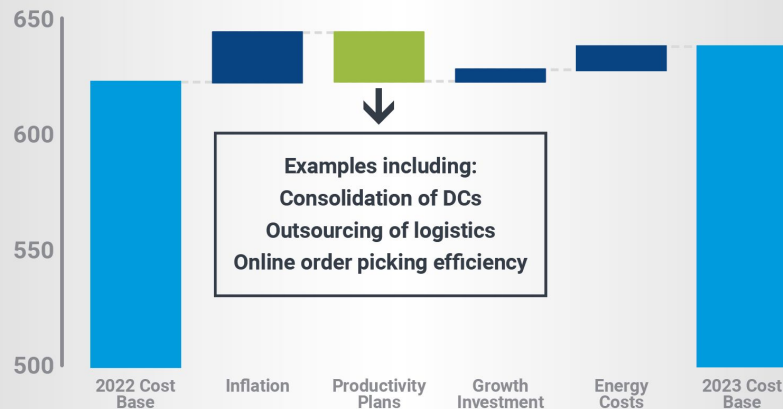 650
600
550
500
Examples including:
Consolidation of DCs
Outsourcing of logistics
Online order picking efficiency
2022 Cost
Base
Inflation
Productivity
Plans
Growth
Investment
Energy
Costs
2023 Cost
Base